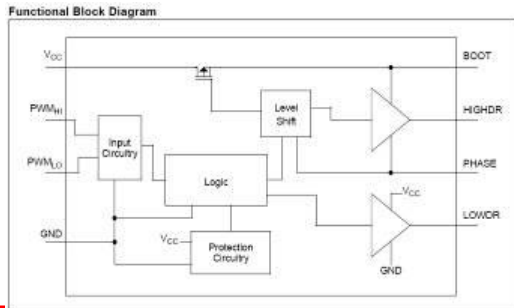 Functional Block Diagram
VCC
BOOT
PWMHI
Level
Shift
HIGHDR
Input
Circuitry
PWMLO
PHASE
Logic
VCC
LOWDR
GND
VCC
Protection
Circuitry
GND